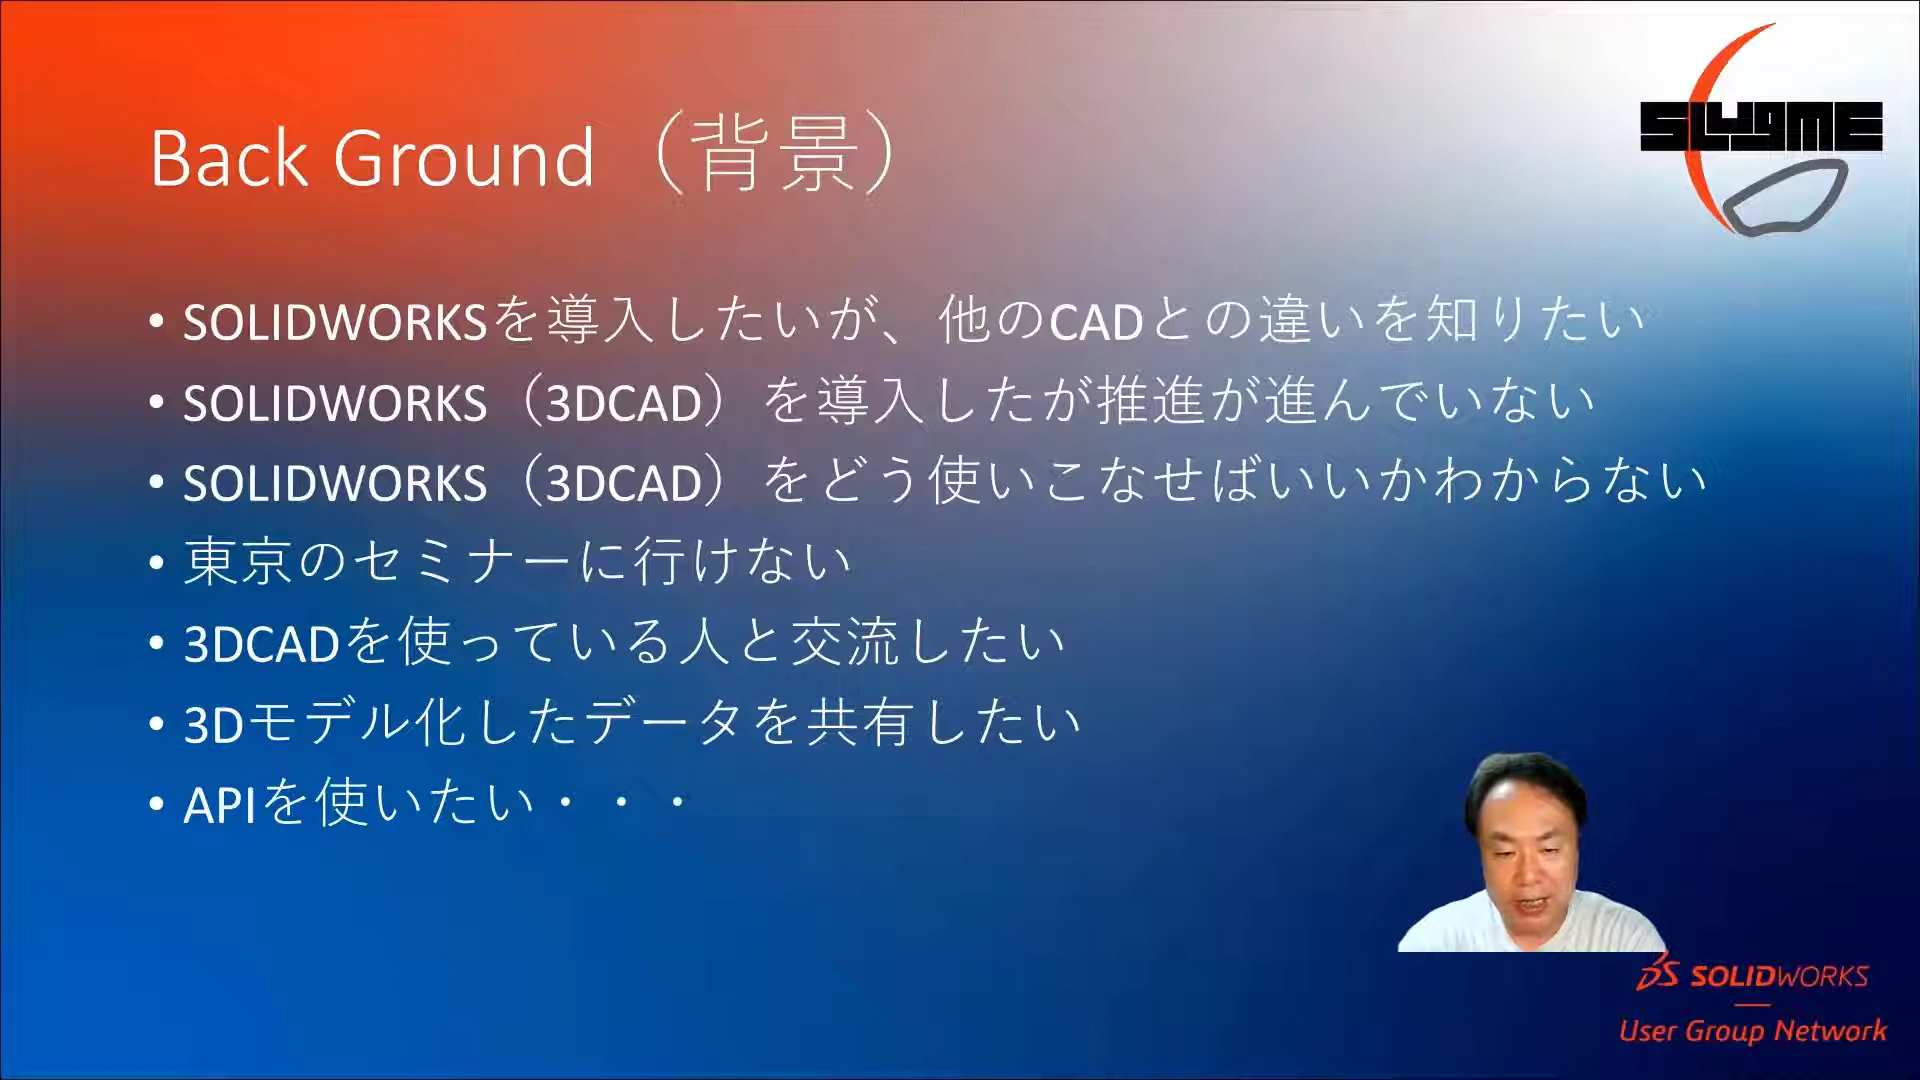 Back Ground（背景）
SLUGME
• SOLIDWORKSを導入したいが、他のCADとの違いを知りたい
• SOLIDWORKS（3DCAD）を導入したが推進が進んでいない
• SOLIDWORKS（3DCAD）をどう使いこなせばいいかわからない
• 東京のセミナーに行けない
• 3DCADを使っている人と交流したい
• 3Dモデル化したデータを共有したい
• APIを使いたい・・・
SOLIDWORKS
User Group Network